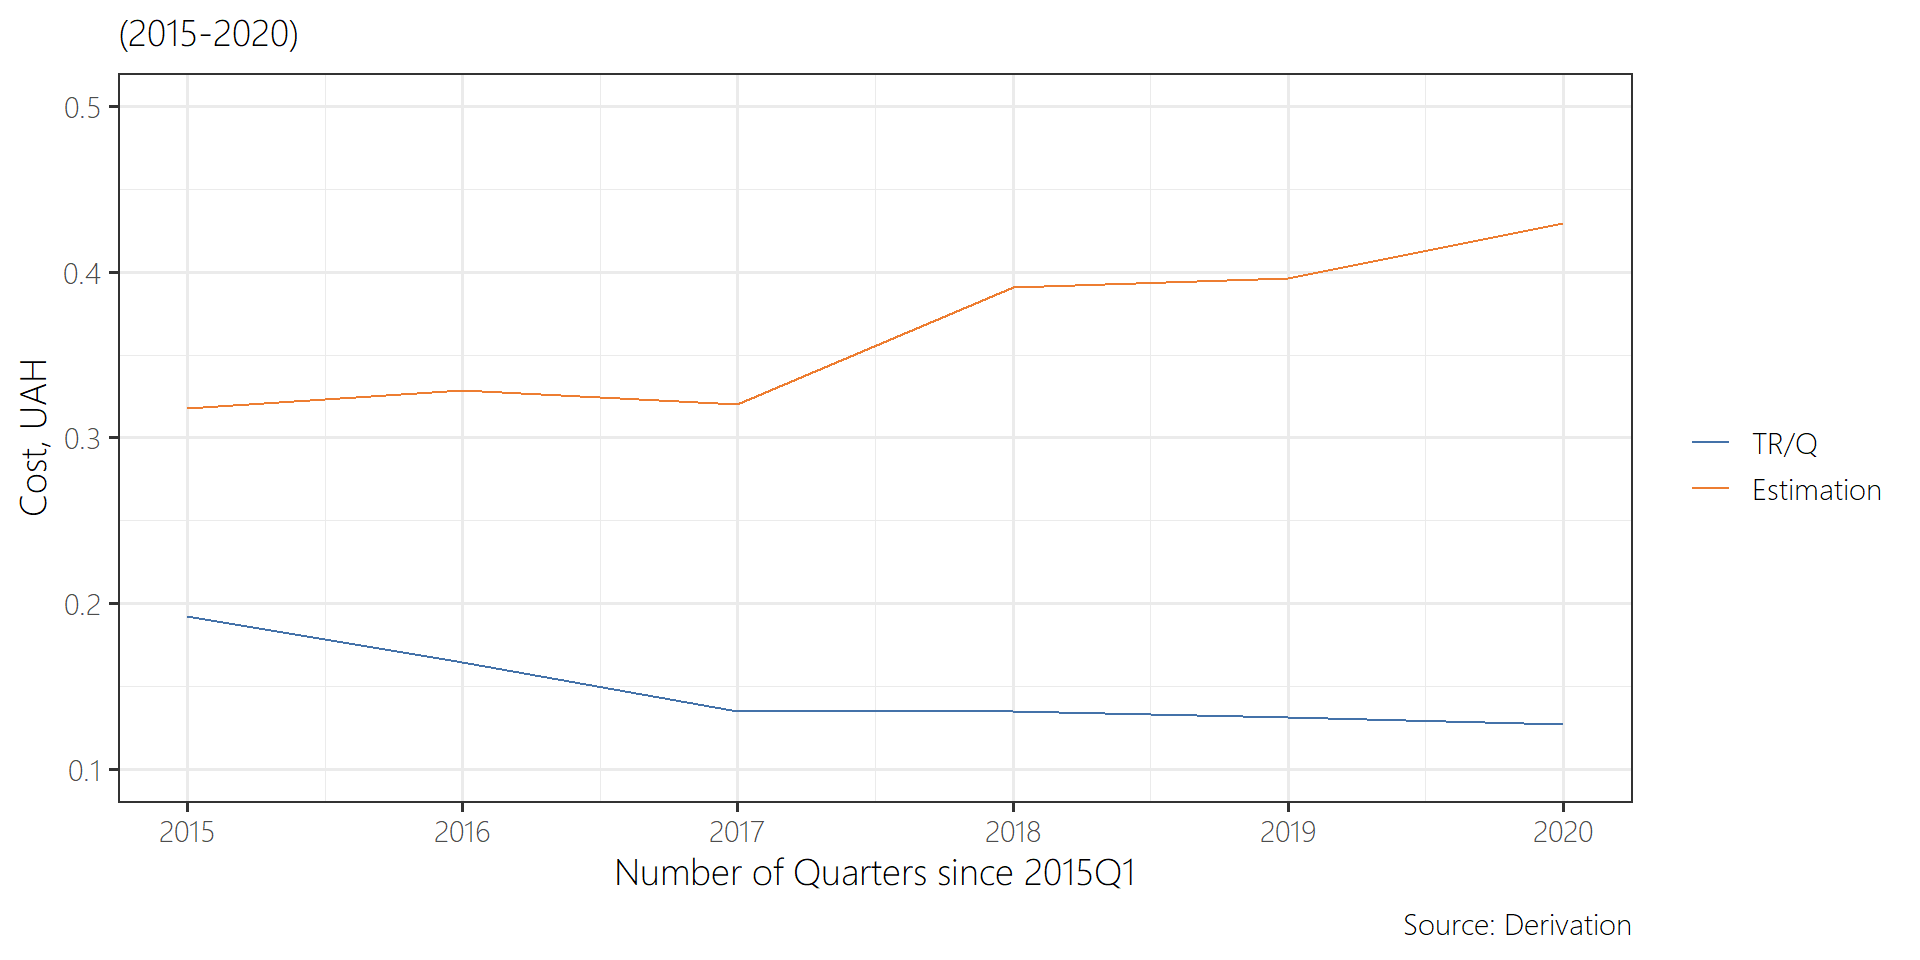 (2015-2020)
0.5
0.4
0.3
0.2
0.1
Cost, UAH
2015 2016 2017 2018 2019 2020
Number of Quarters since 2015Q1
TR/Q
Estimation
Source: Derivation